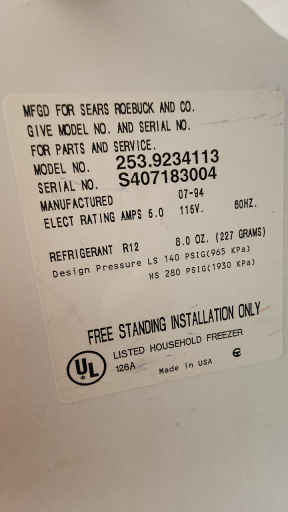 MFGD FOR SEARS ROEBUCK AND CO.
GIVE MODEL NO. AND SERIAL NO.
FOR PARTS AND SERVICE.
MODEL NO. 253.9234113
SERIAL NO. S407183004
MANUFACTURED 07-94
ELECT RATING AMPS 5.0 115V. 60HZ.
REFRIGERANT R12 8.0 OZ. (227 GRAMS)
Design Pressure LS 140 PSIG(965 KPa)
HS 280 PSIG(1930 KPa)
FREE STANDING INSTALLATION ONLY
UL LISTED HOUSEHOLD FREEZER
126A Made in USA